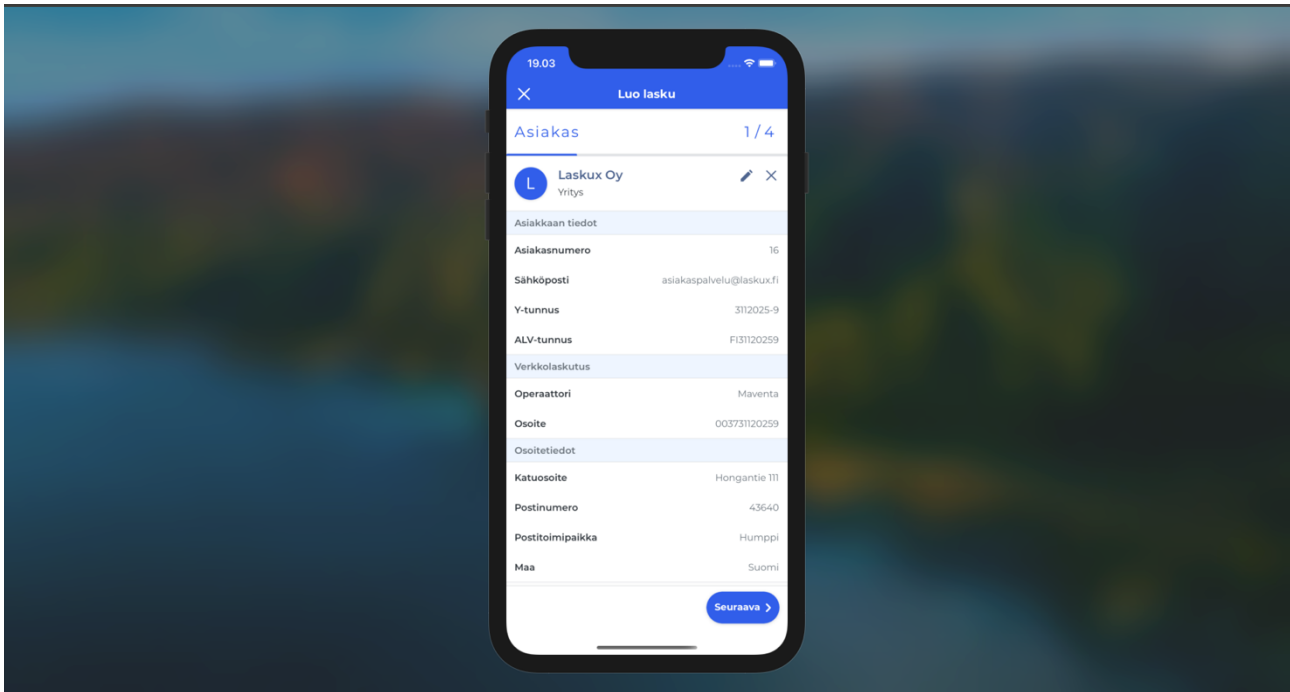 19.03
Luo lasku
Asiakas 1 / 4
L
Laskux Oy
Yritys
Asiakkaan tiedot
Asiakasnumero 16
Sähköposti asiakaspalvelu@laskux.fi
Y-tunnus 3112025-9
ALV-tunnus FI31120259
Verkkolaskutus
Operaattori Maventa
Osoite 003731120259
Osoitetiedot
Katuosoite Hongantie 111
Postinumero 43640
Postitoimipaikka Humppi
Maa Suomi
Seuraava